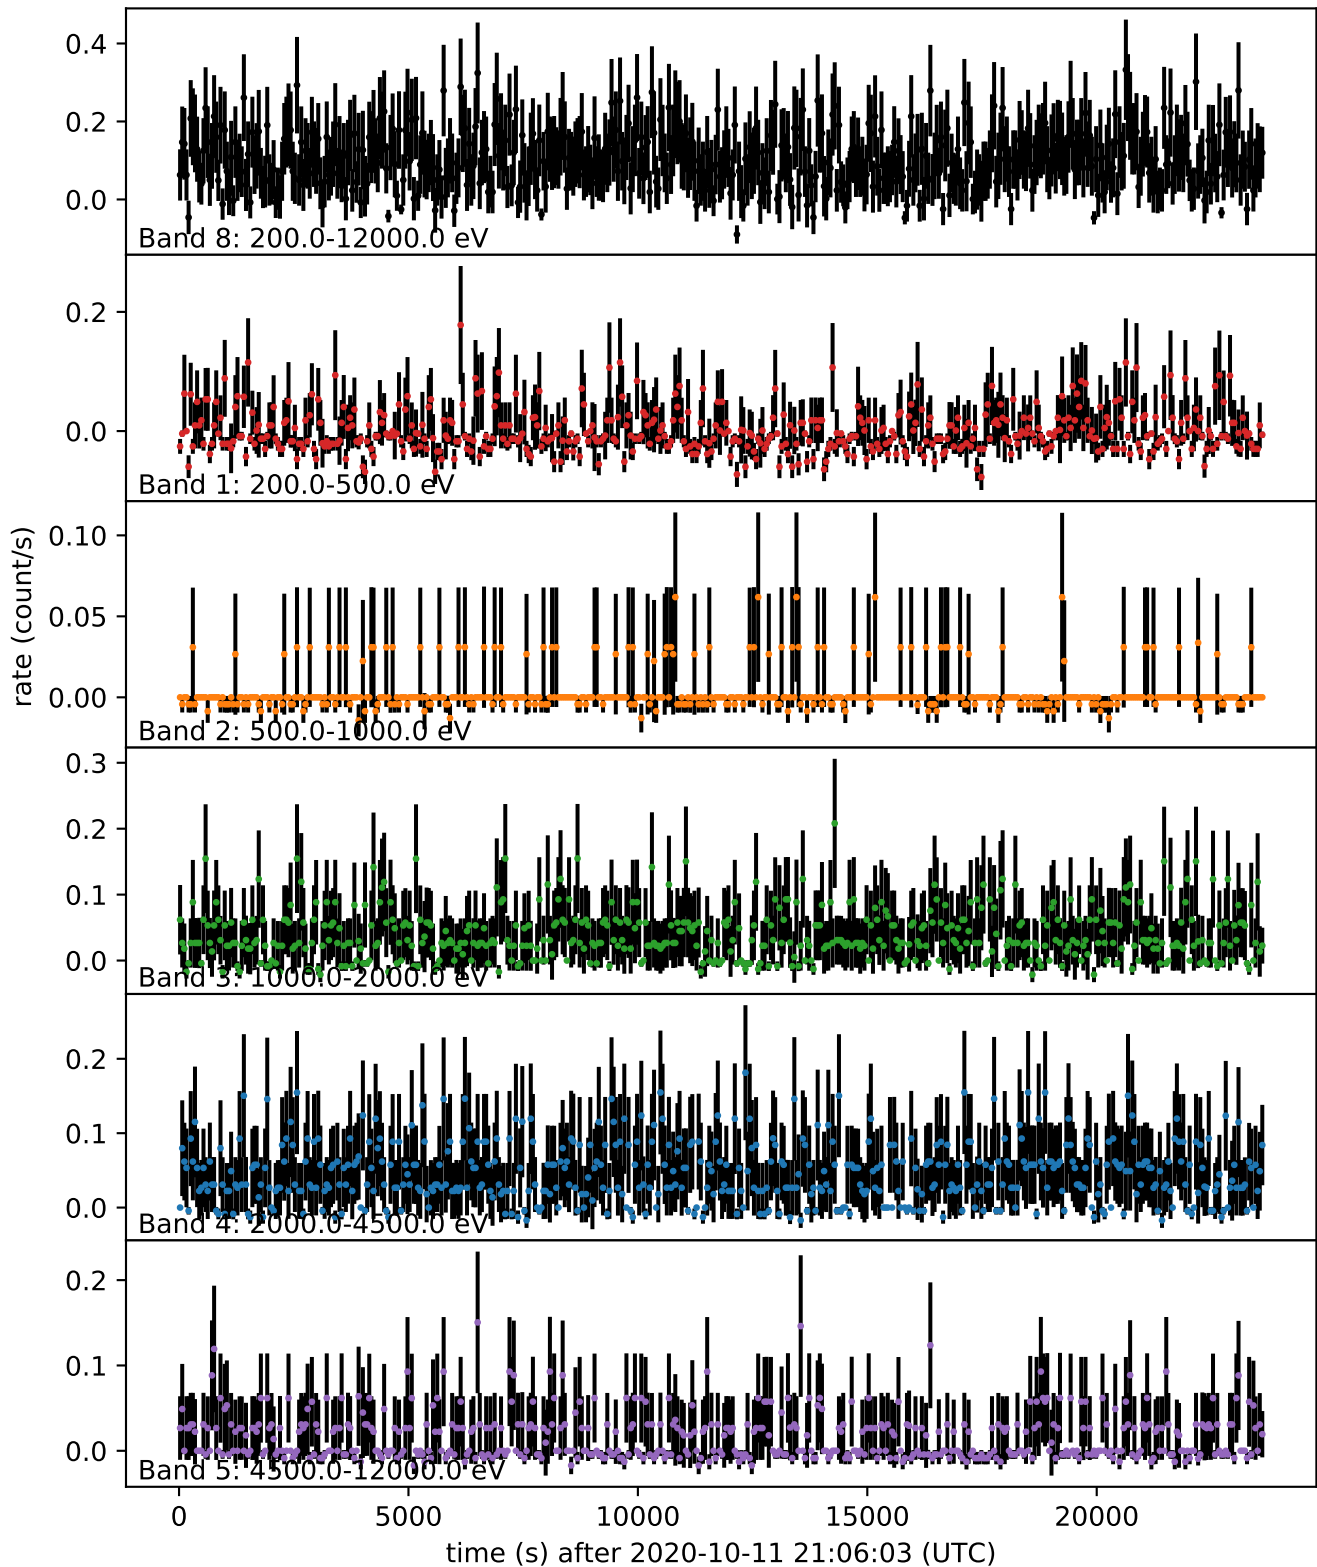 0.4
0.2
0.0
Band 8: 200.0-12000.0 eV
0.2
0.0
Band 1: 200.0-500.0 eV
rate (count/s)
0.10
0.05
0.00
Band 2: 500.0-1000.0 eV
0.3
0.2
0.1
0.0
Band 3: 1000.0-2000.0 eV
0.2
0.1
0.0
Band 4: 2000.0-4500.0 eV
0.2
0.1
0.0
Band 5: 4500.0-12000.0 eV
0 5000 10000 15000 20000
time (s) after 2020-10-11 21:06:03 (UTC)